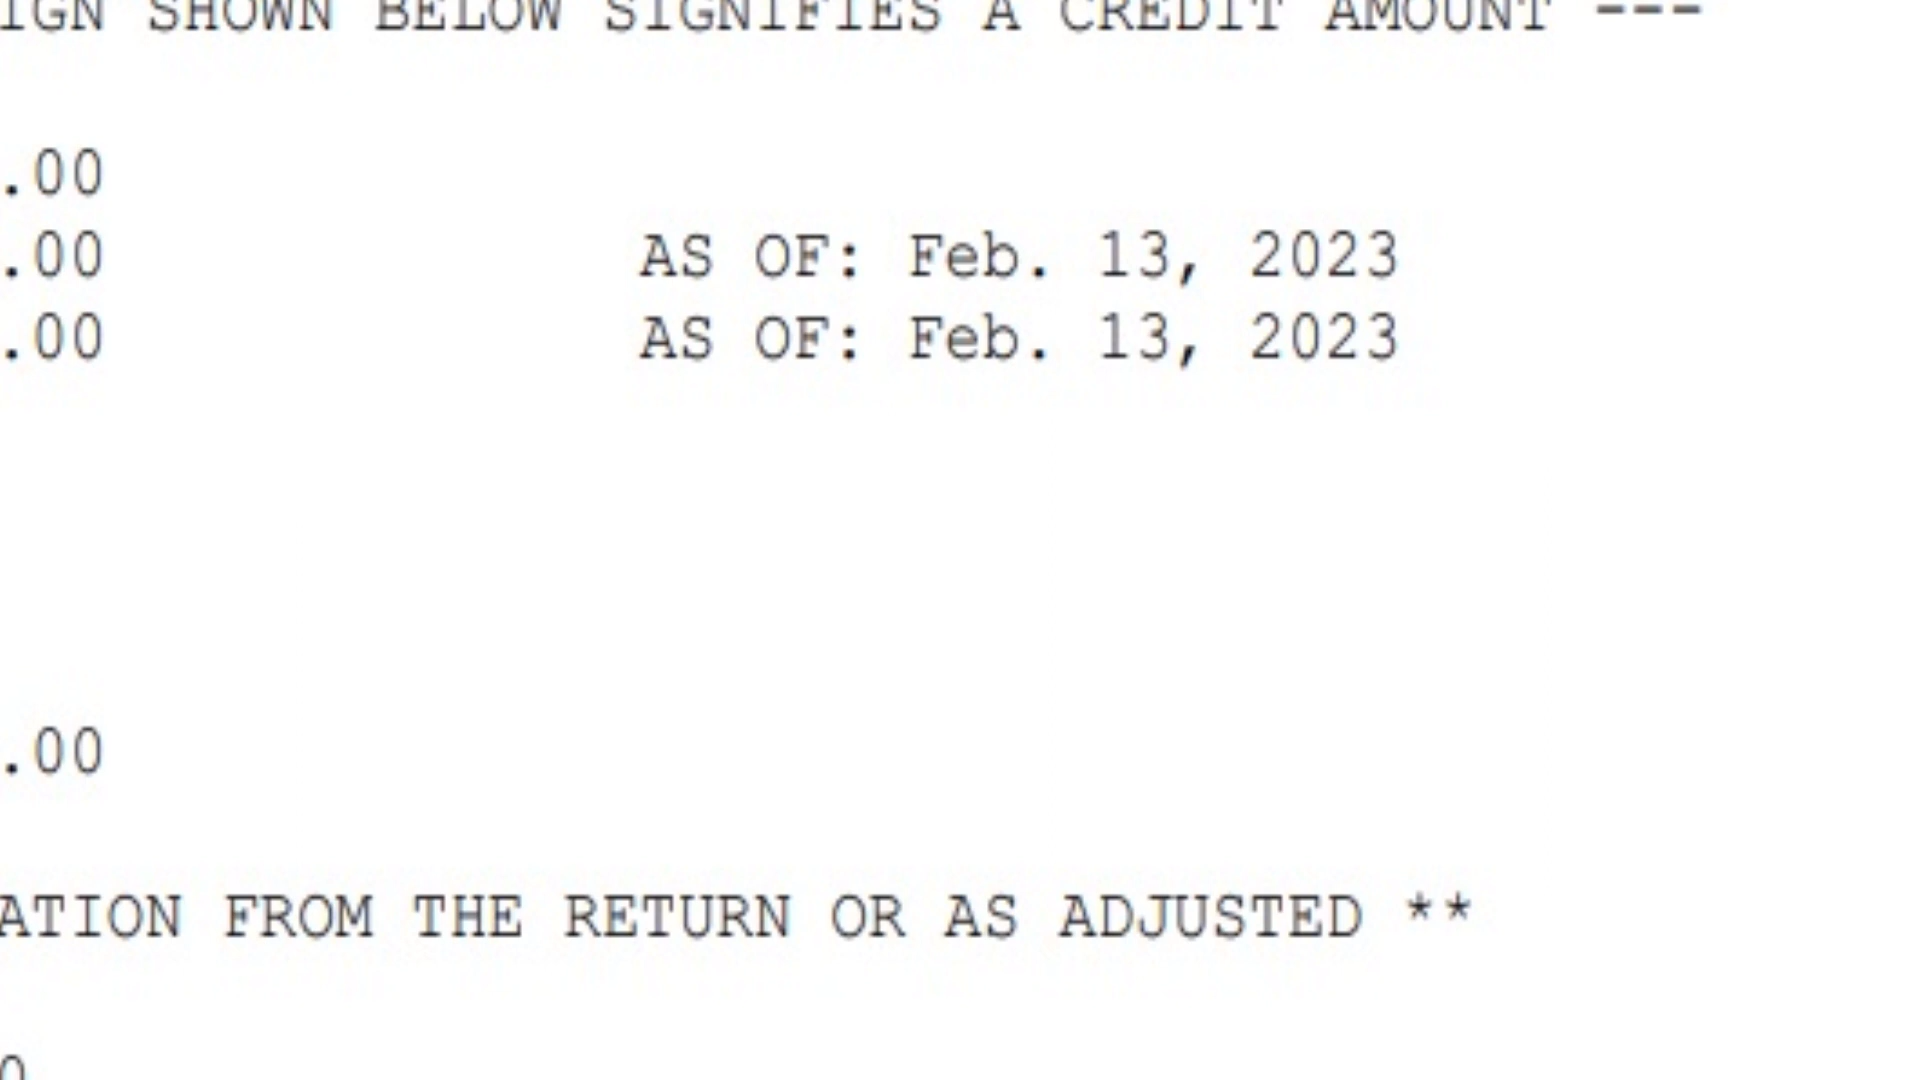 IGN SHOWN BELOW SIGNIFIES A CREDIT AMOUNT ---
.00
.00 AS OF: Feb. 13, 2023
.00 AS OF: Feb. 13, 2023
.00
ATION FROM THE RETURN OR AS ADJUSTED **
0